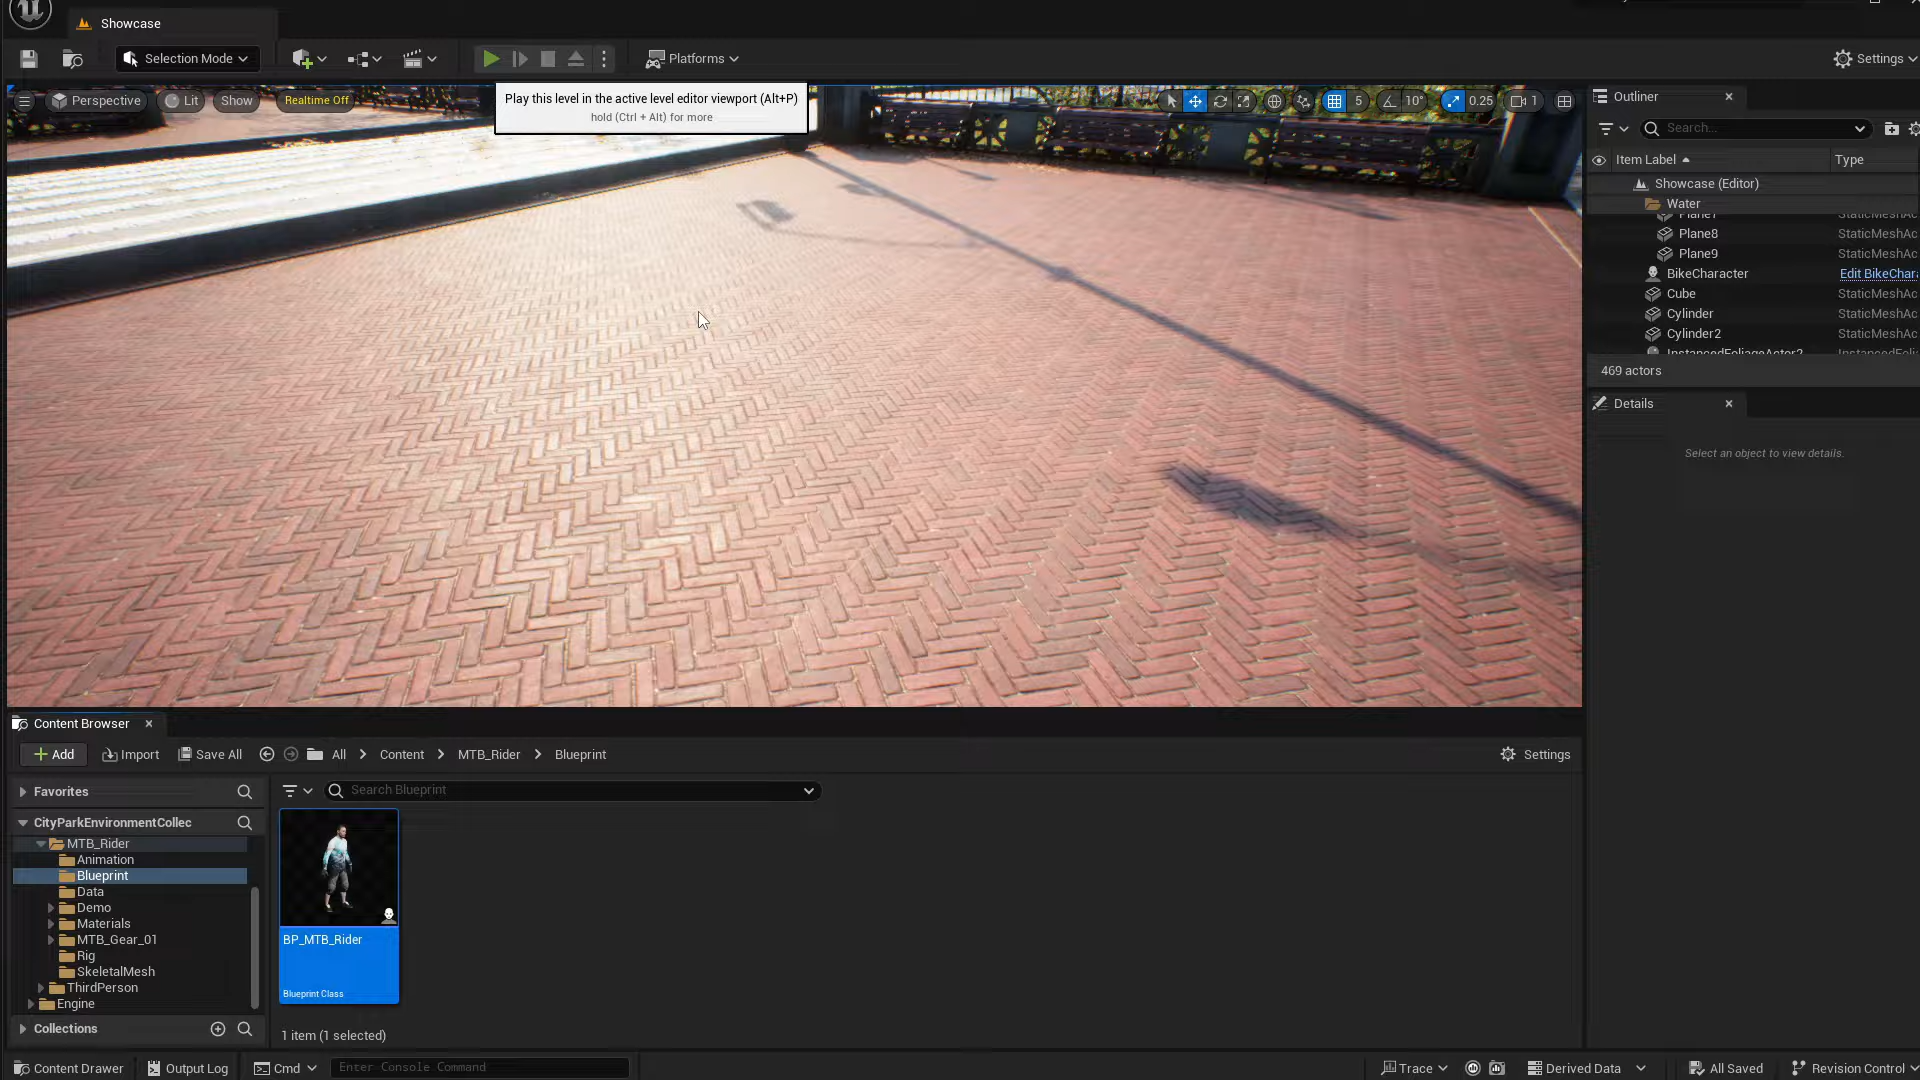 Showcase
Selection Mode
Platforms
Settings
Perspective
Lit
Show
Realtime Off
Play this level in the active level editor viewport (Alt+P)
hold (Ctrl + Alt) for more
5
10°
0.25
1
Outliner
Search...
Item Label
Type
Showcase (Editor)
Water
StaticMeshAc
Plane8
StaticMeshAc
Plane9
StaticMeshAc
BikeCharacter
Edit BikeChar
Cube
StaticMeshAc
Cylinder
StaticMeshAc
Cylinder2
StaticMeshAc
InstancedFoliageActor2
InstancedFoli
469 actors
Details
Select an object to view details.
Content Browser
Add
Import
Save All
All
Content
MTB_Rider
Blueprint
Settings
Favorites
Search Blueprint
CityParkEnvironmentCollec
MTB_Rider
Animation
Blueprint
Data
Demo
Materials
MTB_Gear_01
Rig
SkeletalMesh
ThirdPerson
Engine
Collections
BP_MTB_Rider
Blueprint Class
1 item (1 selected)
Content Drawer
Output Log
Cmd
Enter Console Command
Trace
Derived Data
All Saved
Revision Control